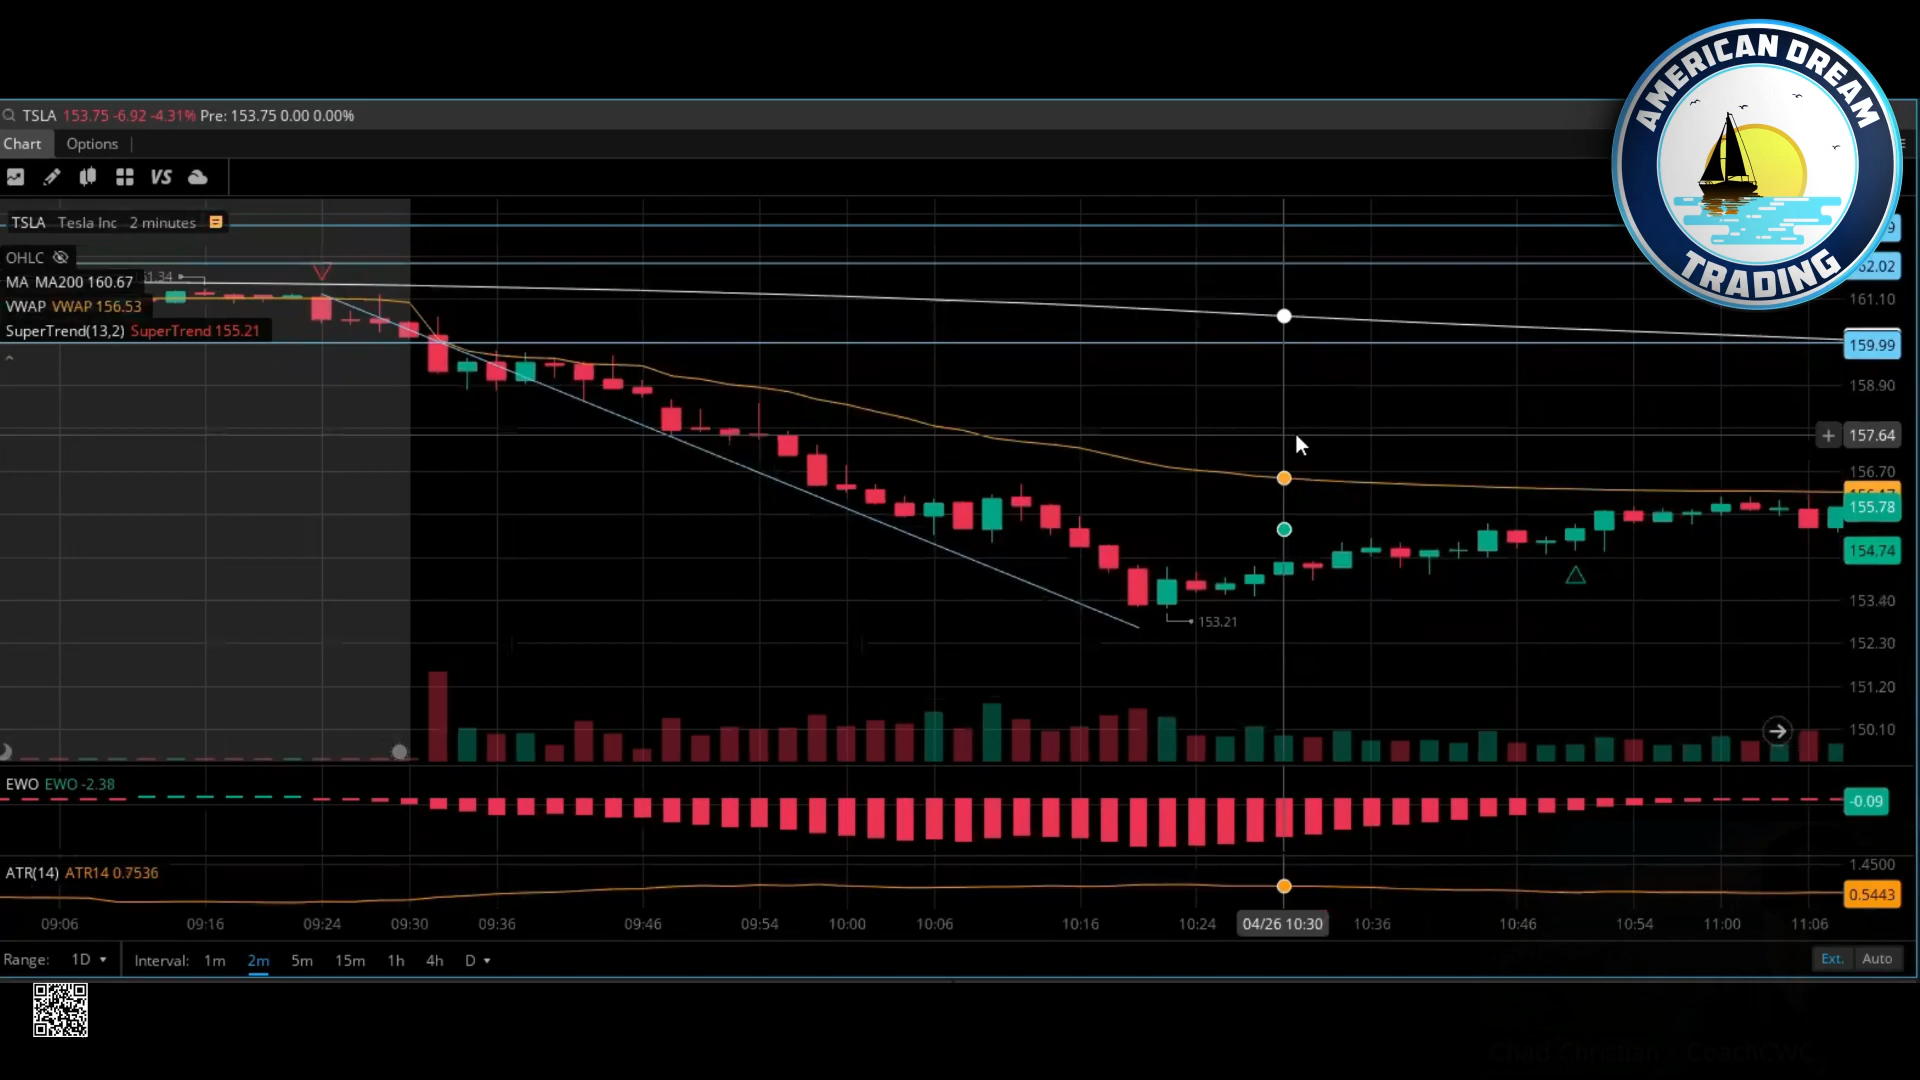 AMERICAN DREAM
TRADING
TSLA 153.75 -6.92 -4.31% Pre: 153.75 0.00 0.00%
Chart Options
VS
TSLA Tesla Inc 2 minutes
OHLC
MA MA200 160.67
VWAP VWAP 156.53
SuperTrend(13,2) SuperTrend 155.21
161.10
159.99
158.90
157.64
156.70
155.78
154.74
153.40
153.21
152.30
151.20
150.10
EWO EWO -2.38
-0.09
ATR(14) ATR14 0.7536
1.4500
0.5443
09:06 09:16 09:24 09:30 09:36 09:46 09:54 10:00 10:06 10:16 10:24 04/26 10:30 10:36 10:46 10:54 11:00 11:06
Range: 1D Interval: 1m 2m 5m 15m 1h 4h D Ext. Auto